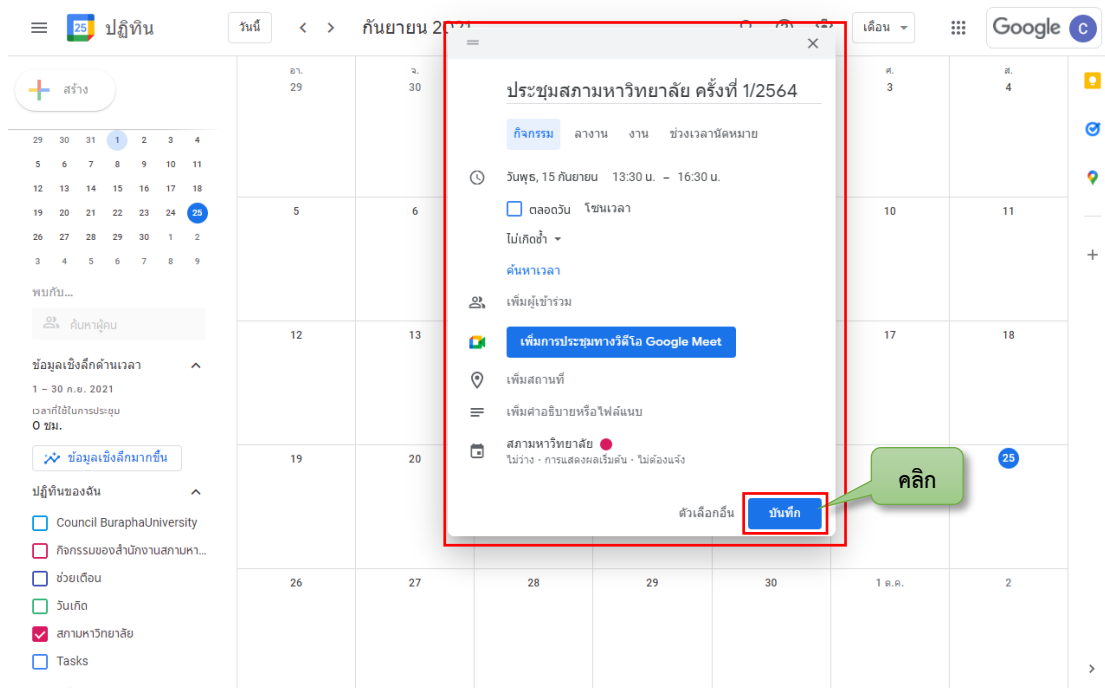 25 ปฏิทิน วันนี้ กันยายน 2021 เดือน Google C
สร้าง
29 30 31 1 2 3 4
5 6 7 8 9 10 11
12 13 14 15 16 17 18
19 20 21 22 23 24 25
26 27 28 29 30 1 2
3 4 5 6 7 8 9
พบกับ...
ค้นหาผู้คน
ข้อมูลเชิงลึกด้านเวลา
1 – 30 ก.ย. 2021
เวลาที่ใช้ในการประชุม
0 ชม.
ข้อมูลเชิงลึกมากขึ้น
ปฏิทินของฉัน
Council BuraphaUniversity
กิจกรรมของสำนักงานสภามหา...
ช่วยเตือน
วันเกิด
สภามหาวิทยาลัย
Tasks
อา. จ. ศ. ส.
29 30 3 4
5 6 10 11
12 13 17 18
19 20 25
26 27 28 29 30 1 ต.ค. 2
ประชุมสภามหาวิทยาลัย ครั้งที่ 1/2564
กิจกรรม ลางาน งาน ช่วงเวลานัดหมาย
วันพุธ, 15 กันยายน 13:30 น. – 16:30 น.
ตลอดวัน โซนเวลา
ไม่เกิดซ้ำ
ค้นหาเวลา
เพิ่มผู้เข้าร่วม
เพิ่มการประชุมทางวิดีโอ Google Meet
เพิ่มสถานที่
เพิ่มคำอธิบายหรือไฟล์แนบ
สภามหาวิทยาลัย
ไม่ว่าง · การแสดงผลเริ่มต้น · ไม่ต้องแจ้ง
ตัวเลือกอื่น บันทึก
คลิก